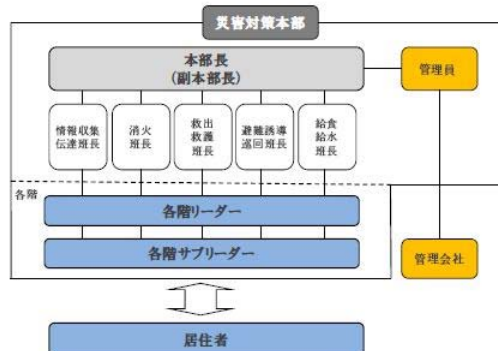 災害対策本部
本部長
(副本部長)
管理員
情報収集
伝達班長
消火
班長
救出
救護
班長
避難誘導
巡回班長
給食
給水
班長
各階
各階リーダー
各階サブリーダー
管理会社
居住者